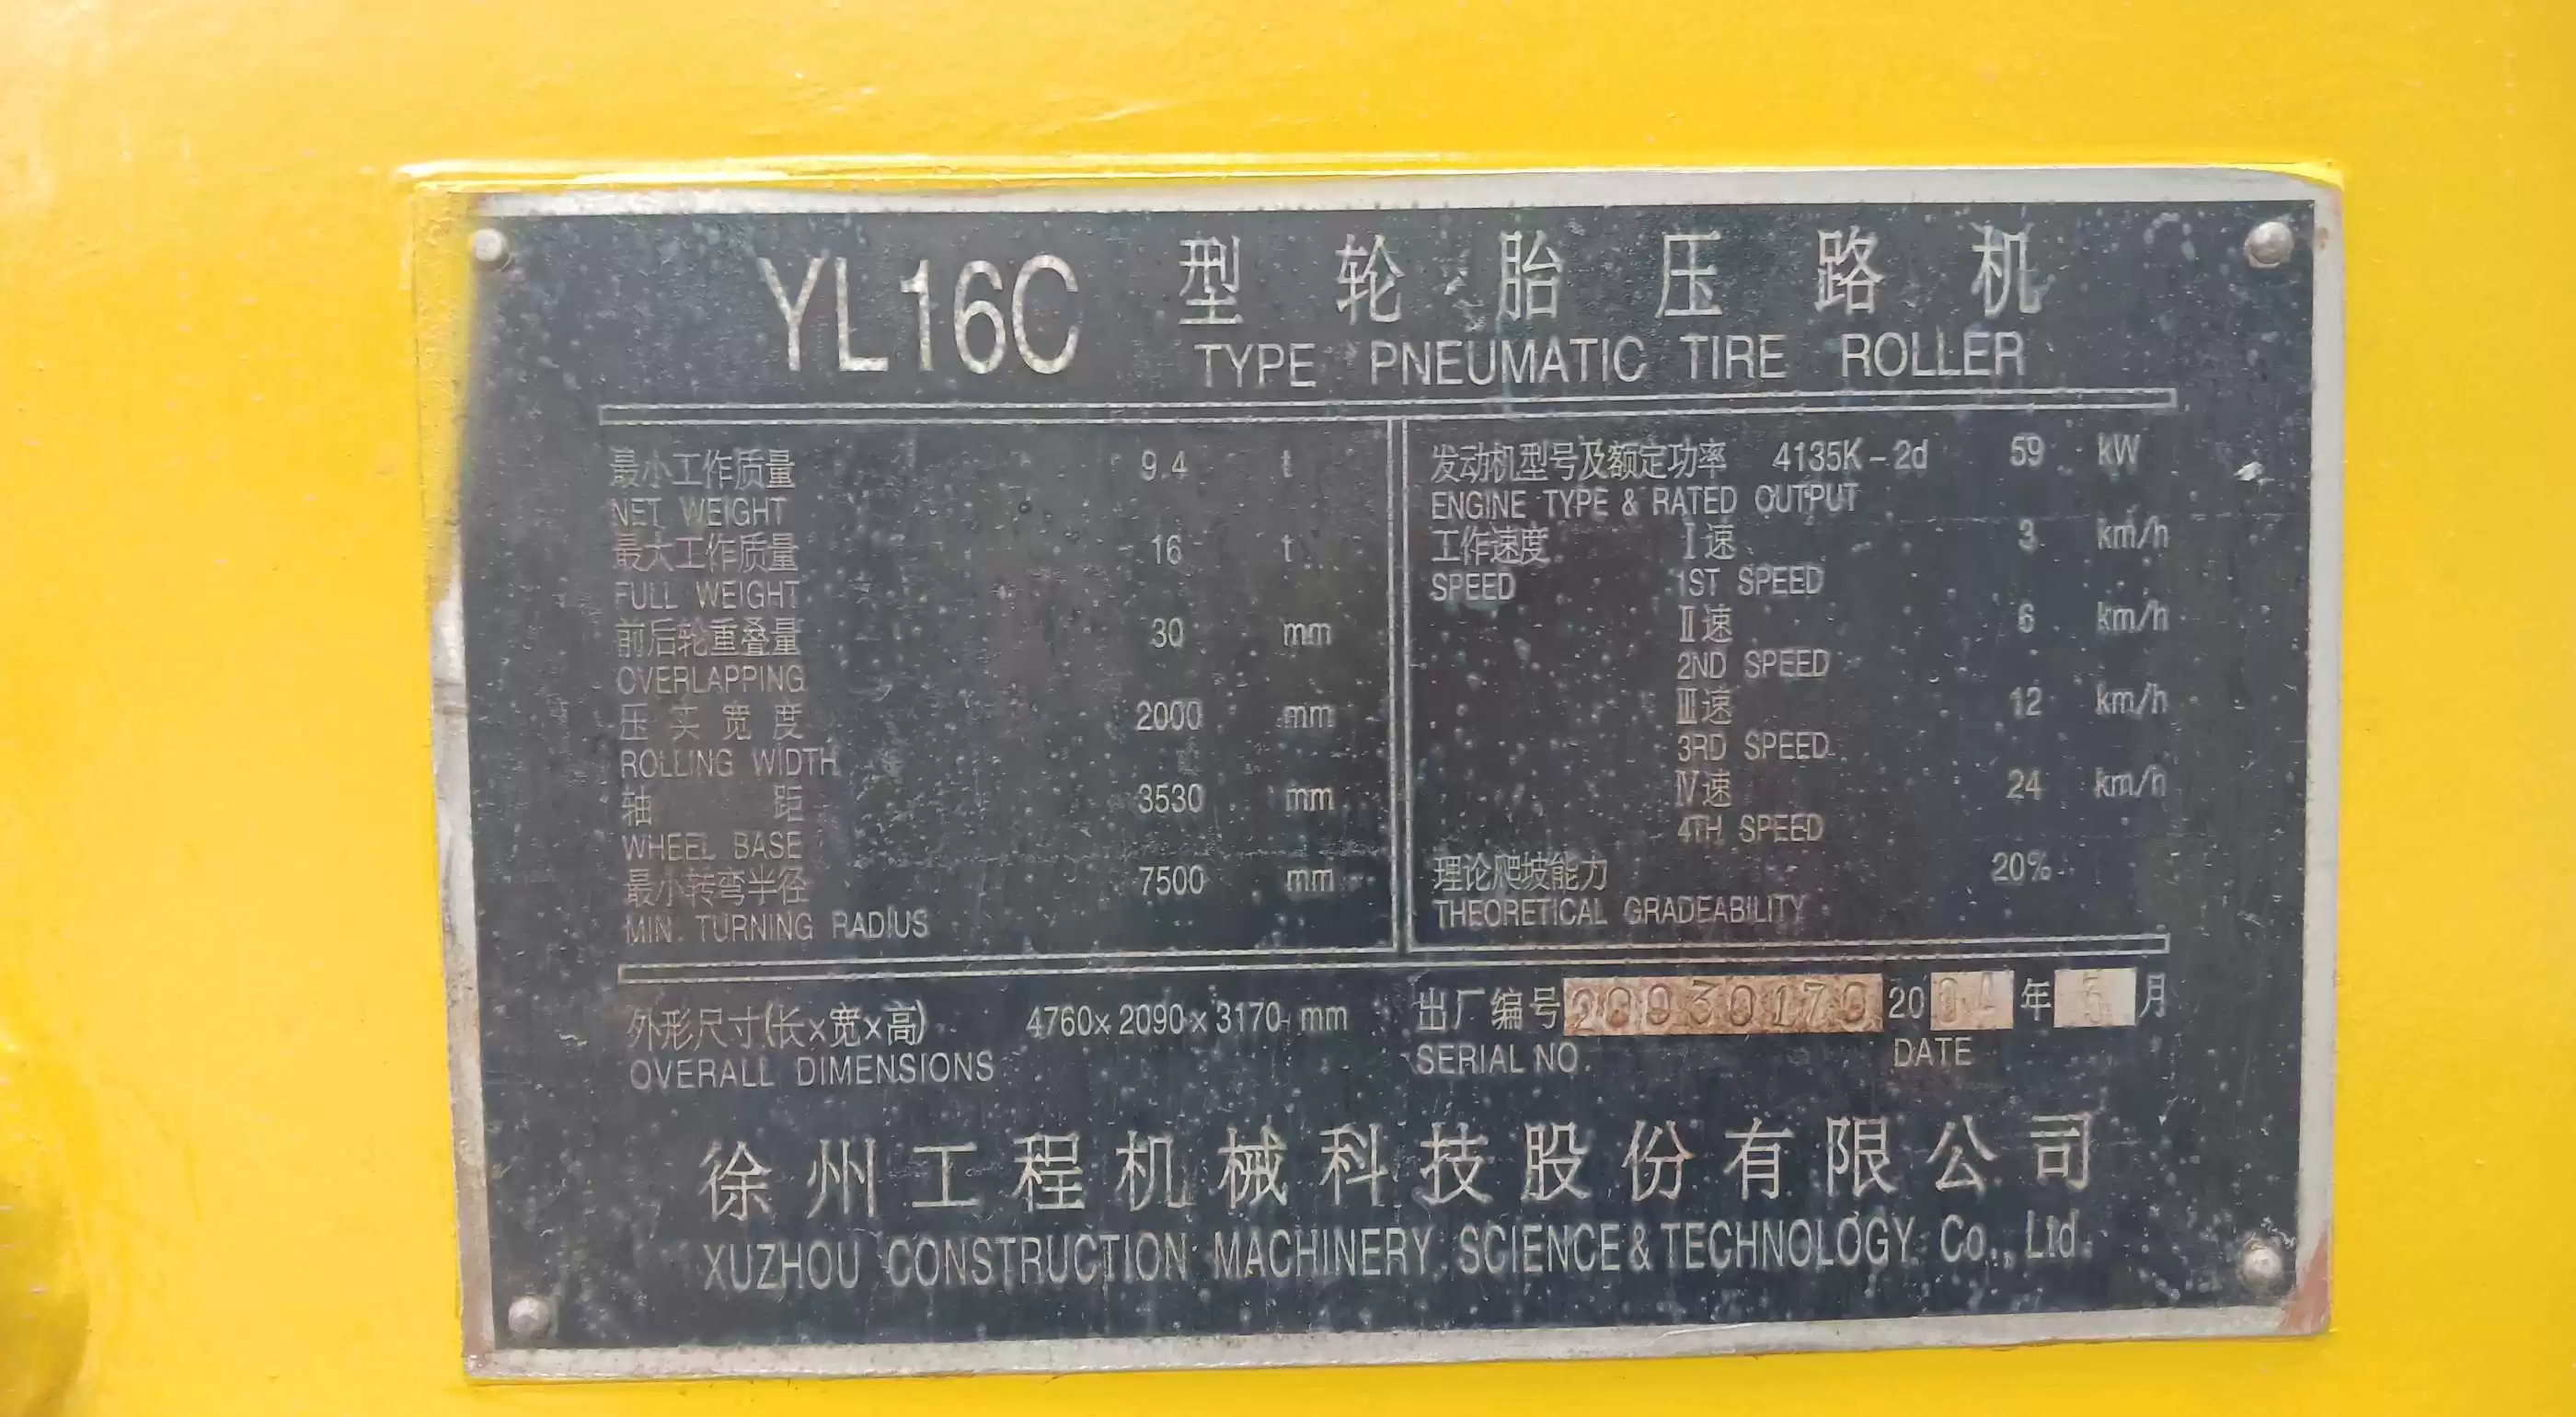 YL16C 型轮胎压路机
TYPE PNEUMATIC TIRE ROLLER
最小工作质量 9.4 t
NET WEIGHT
最大工作质量 16 t
FULL WEIGHT
前后轮重叠量 30 mm
OVERLAPPING
压实宽度 2000 mm
ROLLING WIDTH
轴距 3530 mm
WHEEL BASE
最小转弯半径 7500 mm
MIN. TURNING RADIUS
发动机型号及额定功率 4135K-2d 59 kW
ENGINE TYPE & RATED OUTPUT
工作速度 Ⅰ速 3 km/h
SPEED 1ST SPEED
Ⅱ速 6 km/h
2ND SPEED
Ⅲ速 12 km/h
3RD SPEED
Ⅳ速 24 km/h
4TH SPEED
理论爬坡能力 20%
THEORETICAL GRADEABILITY
外形尺寸(长×宽×高) 4760×2090×3170 mm
OVERALL DIMENSIONS
出厂编号 20 年 5 月
SERIAL NO. DATE
徐州工程机械科技股份有限公司
XUZHOU CONSTRUCTION MACHINERY SCIENCE & TECHNOLOGY Co., Ltd.